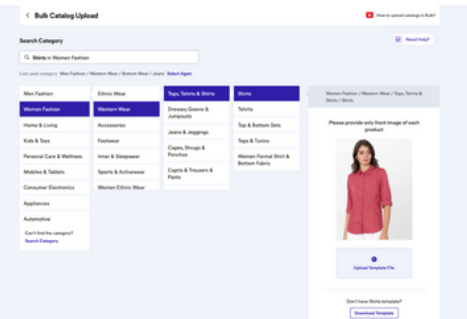 < Bulk Catalog Upload
How to upload catalogs in Bulk?
Search Category
Need Help?
Shirts in Women Fashion
Last used category Men Fashion / Western Wear / Bottom Wear / Jeans Select Again
Men Fashion
Women Fashion
Home & Living
Kids & Toys
Personal Care & Wellness
Mobiles & Tablets
Consumer Electronics
Appliances
Automotive
Can't find the category?
Search Category
Ethnic Wear
Western Wear
Accessories
Footwear
Inner & Sleepwear
Sports & Activewear
Women Ethnic Wear
Tops, Tshirts & Shirts
Dresses, Gowns &
Jumpsuits
Jeans & Jeggings
Capes, Shrugs &
Ponchos
Capris & Trousers &
Pants
Shirts
Tshirts
Top & Bottom Sets
Tops & Tunics
Women Formal Shirt &
Bottom Fabric
Women Fashion / Western Wear / Tops, Tshirts &
Shirts / Shirts
Please provide only front image of each
product
Upload Template File
Don't have Shirts template?
Download Template